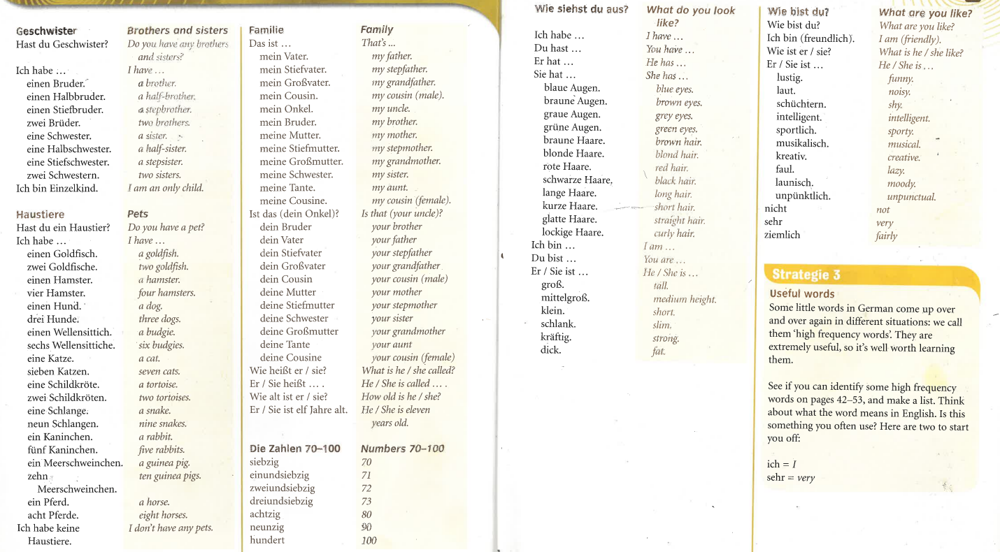 Geschwister Brothers and sisters
Hast du Geschwister? Do you have any brothers
and sisters?
Ich habe … I have …
einen Bruder. a brother.
einen Halbbruder. a half-brother.
einen Stiefbruder. a stepbrother.
zwei Brüder. two brothers.
eine Schwester. a sister.
eine Halbschwester. a half-sister.
eine Stiefschwester. a stepsister.
zwei Schwestern. two sisters.
Ich bin Einzelkind. I am an only child.
Haustiere Pets
Hast du ein Haustier? Do you have a pet?
Ich habe … I have …
einen Goldfisch. a goldfish.
zwei Goldfische. two goldfish.
einen Hamster. a hamster.
vier Hamster. four hamsters.
einen Hund. a dog.
drei Hunde. three dogs.
einen Wellensittich. a budgie.
sechs Wellensittiche. six budgies.
eine Katze. a cat.
sieben Katzen. seven cats.
eine Schildkröte. a tortoise.
zwei Schildkröten. two tortoises.
eine Schlange. a snake.
neun Schlangen. nine snakes.
ein Kaninchen. a rabbit.
fünf Kaninchen. five rabbits.
ein Meerschweinchen. a guinea pig.
zehn ten guinea pigs.
Meerschweinchen.
ein Pferd. a horse.
acht Pferde. eight horses.
Ich habe keine I don't have any pets.
Haustiere.
Familie Family
Das ist … That's ...
mein Vater. my father.
mein Stiefvater. my stepfather.
mein Großvater. my grandfather.
mein Cousin. my cousin (male).
mein Onkel. my uncle.
mein Bruder. my brother.
meine Mutter. my mother.
meine Stiefmutter. my stepmother.
meine Großmutter. my grandmother.
meine Schwester. my sister.
meine Tante. my aunt.
meine Cousine. my cousin (female).
Ist das (dein Onkel)? Is that (your uncle)?
dein Bruder your brother
dein Vater your father
dein Stiefvater your stepfather
dein Großvater your grandfather
dein Cousin your cousin (male)
deine Mutter your mother
deine Stiefmutter your stepmother
deine Schwester your sister
deine Großmutter your grandmother
deine Tante your aunt
deine Cousine your cousin (female)
Wie heißt er / sie? What is he / she called?
Er / Sie heißt … . He / She is called … .
Wie alt ist er / sie? How old is he / she?
Er / Sie ist elf Jahre alt. He / She is eleven
years old.
Die Zahlen 70–100 Numbers 70–100
siebzig 70
einundsiebzig 71
zweiundsiebzig 72
dreiundsiebzig 73
achtzig 80
neunzig 90
hundert 100
Wie siehst du aus? What do you look
like?
Ich habe … I have …
Du hast … You have …
Er hat … He has …
Sie hat … She has …
blaue Augen. blue eyes.
braune Augen. brown eyes.
graue Augen. grey eyes.
grüne Augen. green eyes.
braune Haare. brown hair.
blonde Haare. blond hair.
rote Haare. red hair.
schwarze Haare. black hair.
lange Haare. long hair.
kurze Haare. short hair.
glatte Haare. straight hair.
lockige Haare. curly hair.
Ich bin … I am …
Du bist … You are …
Er / Sie ist … He / She is …
groß. tall.
mittelgroß. medium height.
klein. short.
schlank. slim.
kräftig. strong.
dick. fat.
Wie bist du? What are you like?
Wie bist du? What are you like?
Ich bin (freundlich). I am (friendly).
Wie ist er / sie? What is he / she like?
Er / Sie ist … He / She is …
lustig. funny.
laut. noisy.
schüchtern. shy.
intelligent. intelligent.
sportlich. sporty.
musikalisch. musical.
kreativ. creative.
faul. lazy.
launisch. moody.
unpünktlich. unpunctual.
nicht not
sehr very
ziemlich fairly
Strategie 3
Useful words
Some little words in German come up over
and over again in different situations: we call
them 'high frequency words'. They are
extremely useful, so it's well worth learning
them.
See if you can identify some high frequency
words on pages 42–53, and make a list. Think
about what the word means in English. Is this
something you often use? Here are two to start
you off:
ich = I
sehr = very